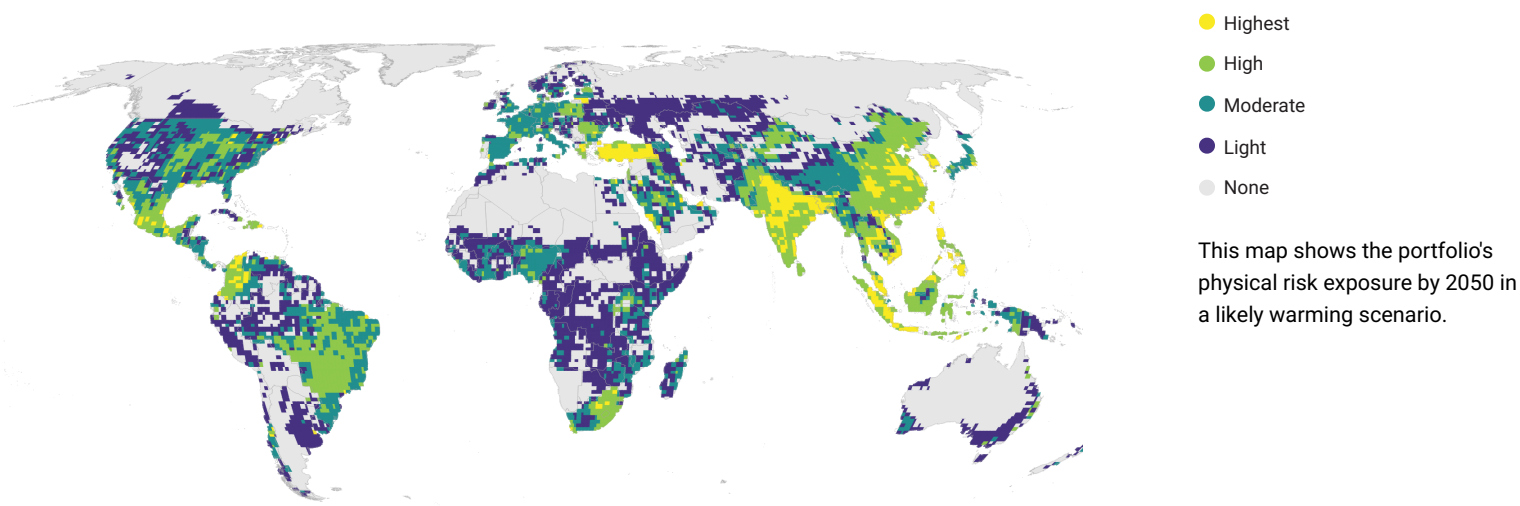 Highest
High
Moderate
Light
None
This map shows the portfolio's
physical risk exposure by 2050 in
a likely warming scenario.